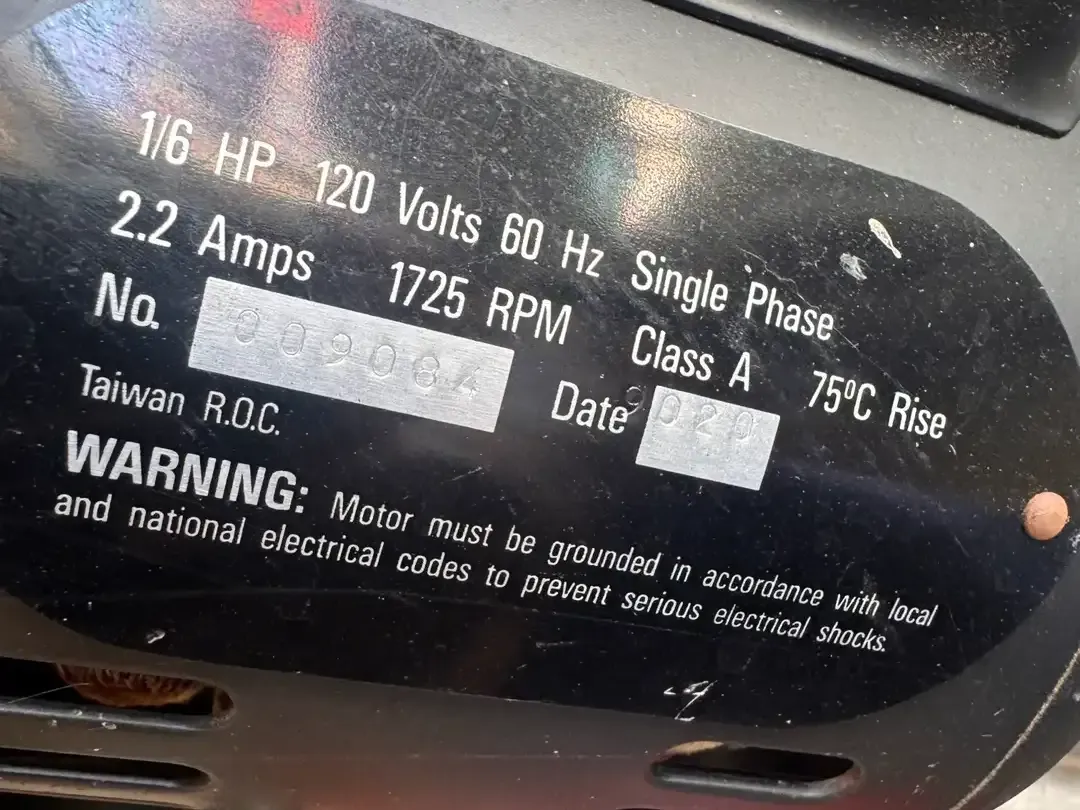 1/6 HP 120 Volts 60 Hz Single Phase
2.2 Amps 1725 RPM Class A 75ºC Rise
No. 009084 Date 9020
Taiwan R.O.C.
WARNING: Motor must be grounded in accordance with local
and national electrical codes to prevent serious electrical shocks.